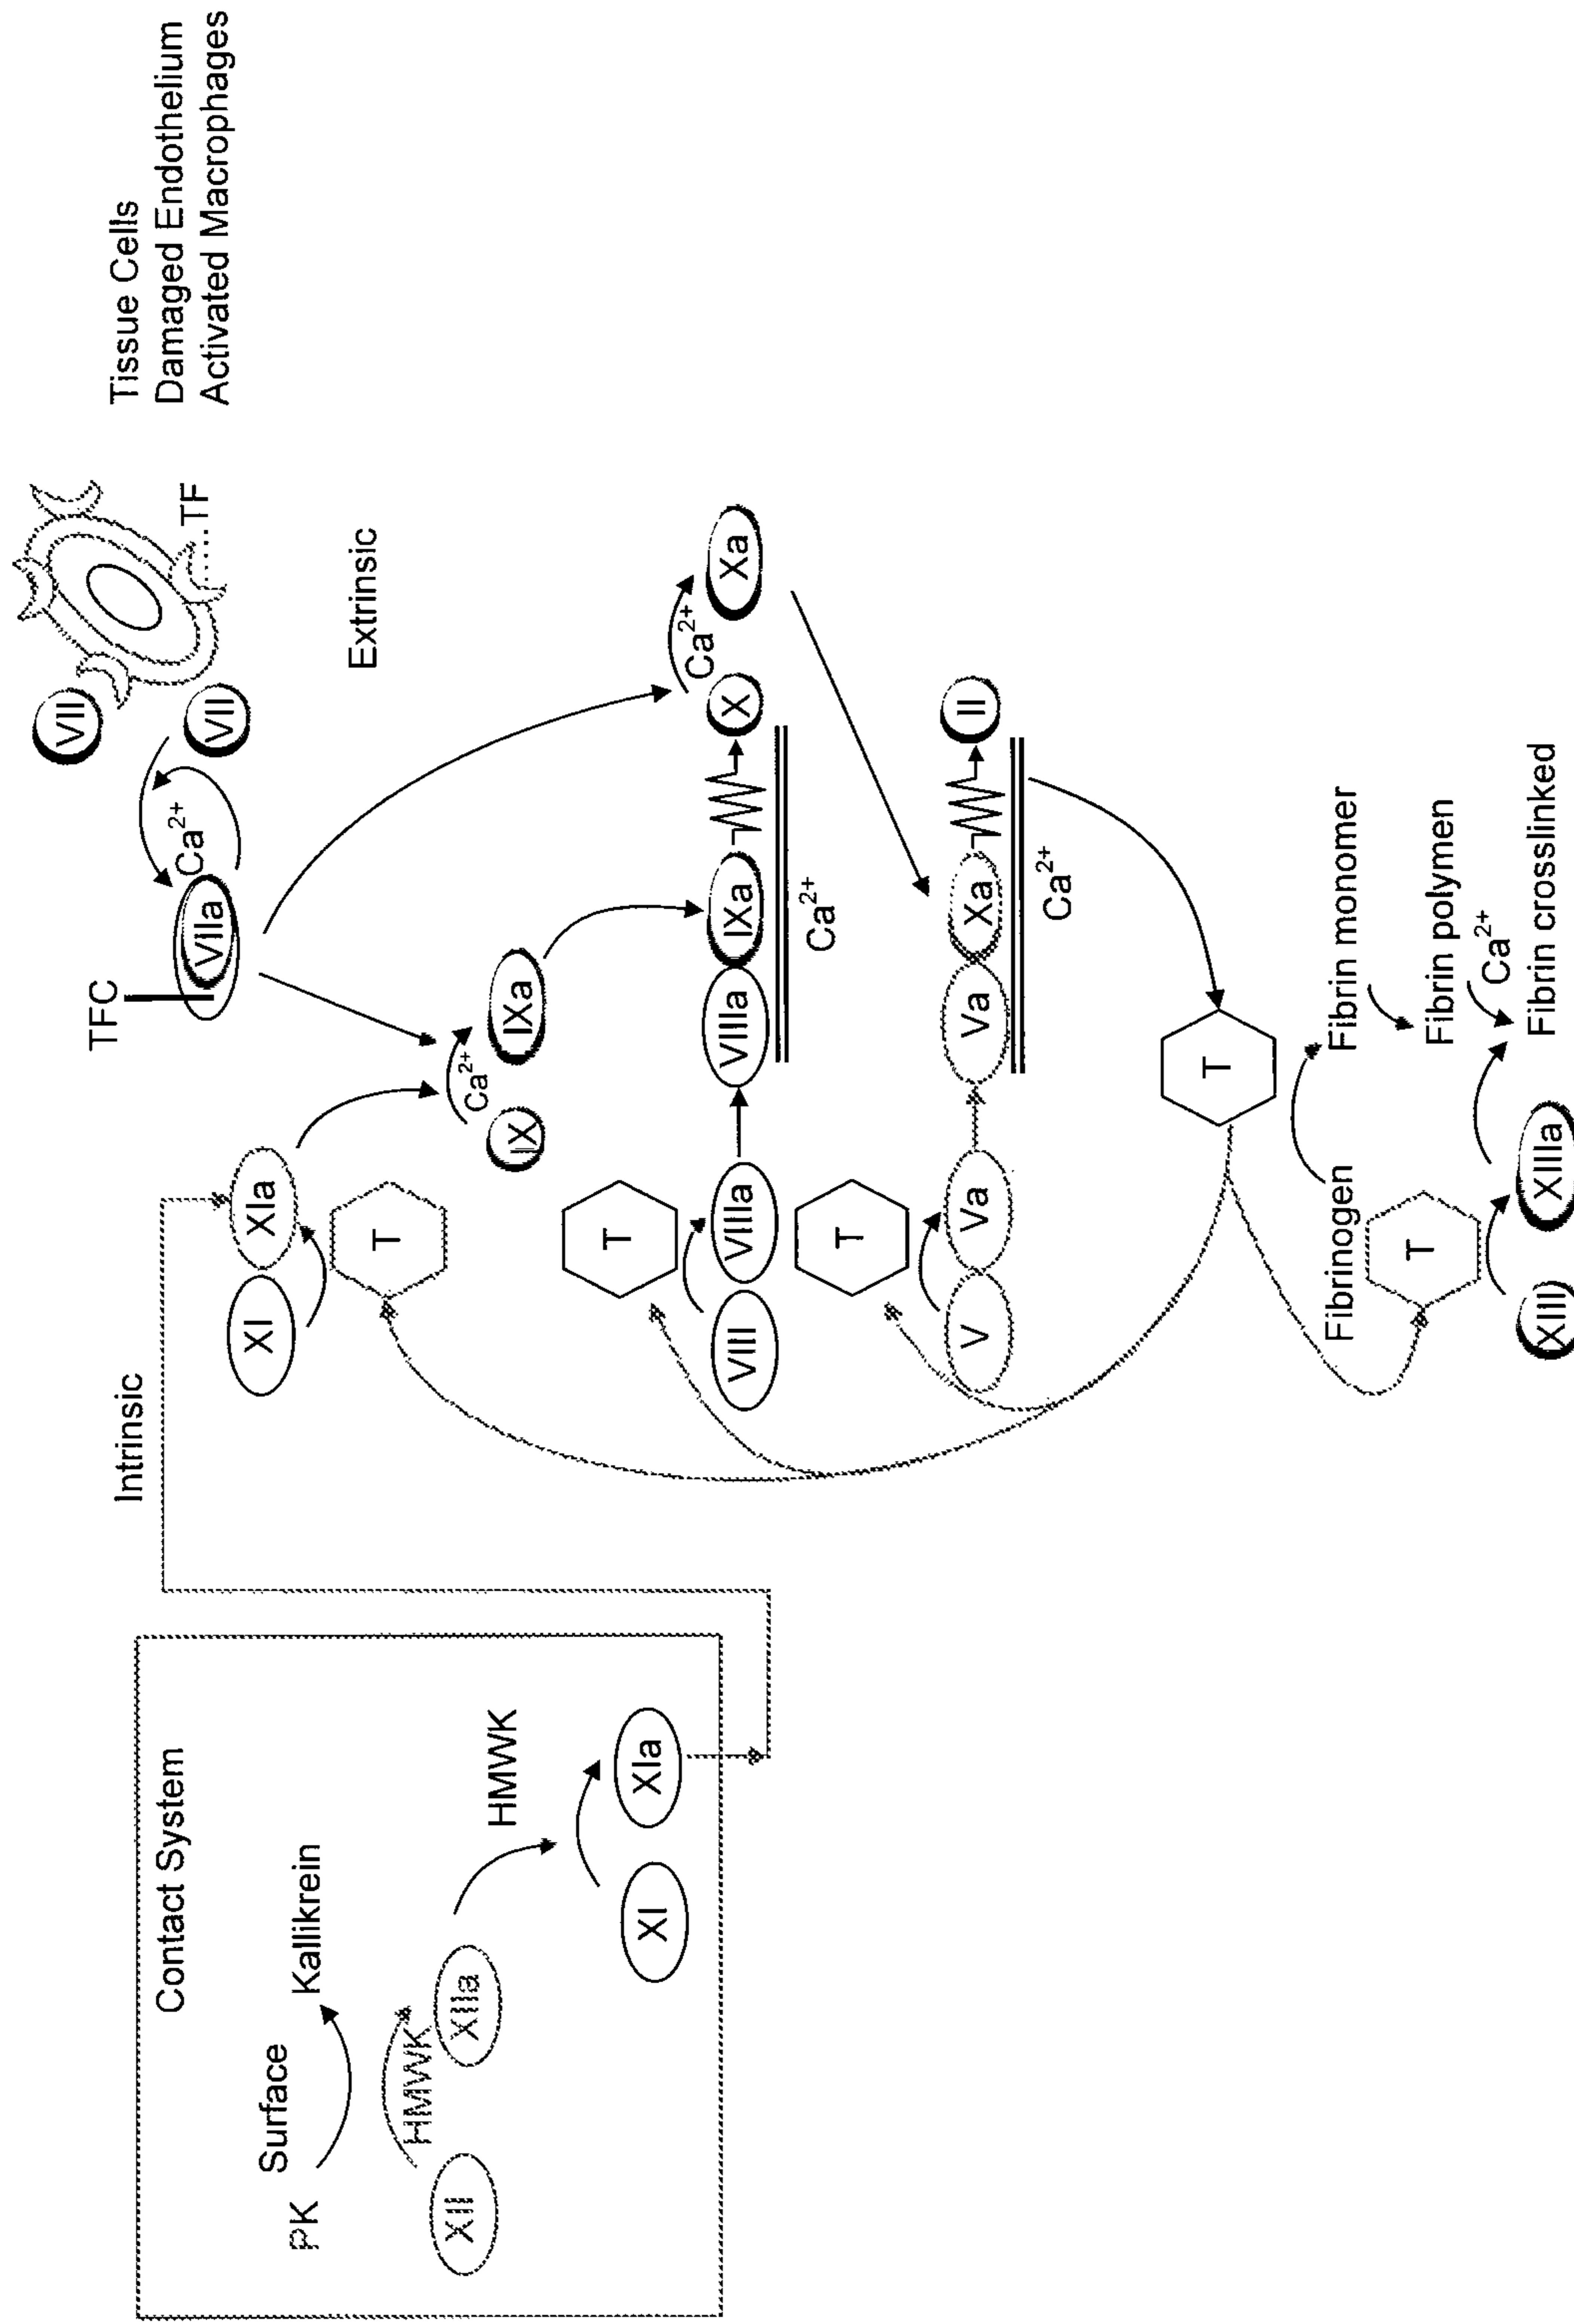 Contact System
Surface
PK
Kallikrein
HMWK
XII
XIIa
HMWK
XI
XIa
Intrinsic
XI
XIa
T
TFC
VIIa
Ca2+
VII
VII
TF
Tissue Cells
Damaged Endothelium
Activated Macrophages
Extrinsic
IX
Ca2+
IXa
T
VIII
VIIIa
VIIIa
IXa
X
Ca2+
Xa
Ca2+
T
V
Va
Va
Xa
II
Ca2+
T
Fibrinogen
Fibrin monomer
T
Fibrin polymen
Ca2+
XIII
XIIIa
Fibrin crosslinked